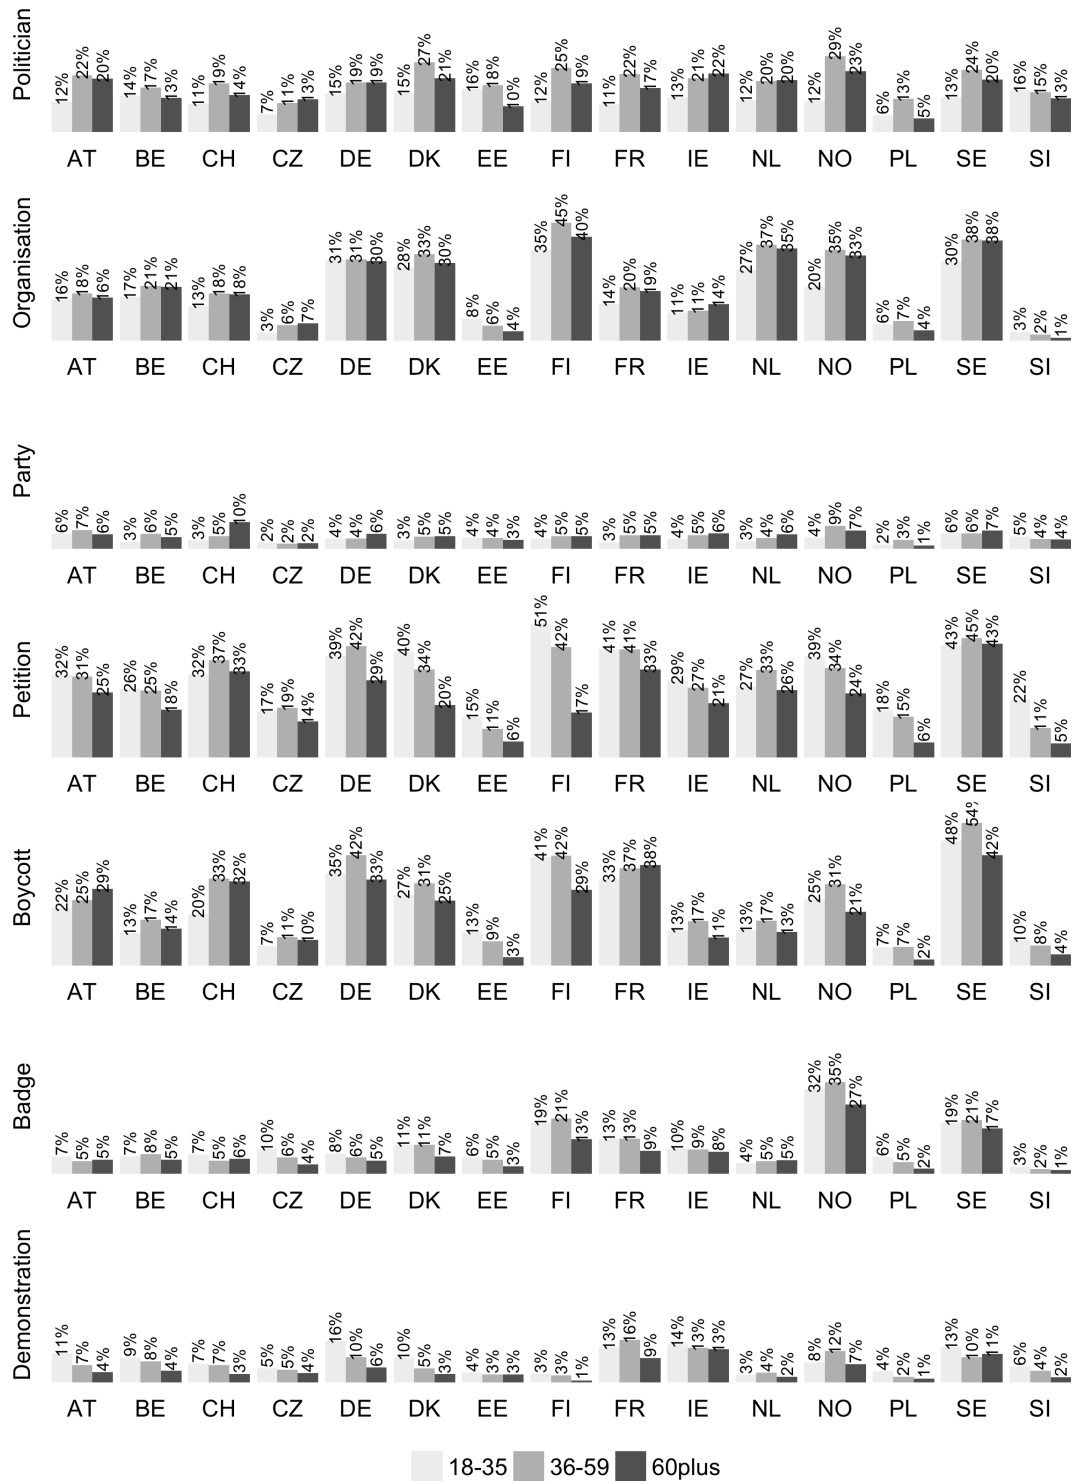 Politician
12% 22% 20% 14% 17% 13% 11% 19% 14% 7% 11% 13% 15% 19% 19% 15% 27% 21% 16% 18% 10% 12% 25% 19% 11% 22% 17% 13% 21% 22% 12% 20% 20% 12% 29% 23% 6% 13% 5% 13% 24% 20% 16% 15% 13%
AT BE CH CZ DE DK EE FI FR IE NL NO PL SE SI
Organisation
16% 18% 16% 17% 21% 21% 13% 18% 18% 3% 6% 7% 31% 31% 30% 28% 33% 30% 8% 6% 4% 35% 45% 40% 14% 20% 19% 11% 11% 14% 27% 37% 35% 20% 35% 33% 6% 7% 4% 30% 38% 38% 3% 2% 1%
AT BE CH CZ DE DK EE FI FR IE NL NO PL SE SI
Party
6% 7% 6% 3% 6% 5% 3% 5% 10% 2% 2% 2% 4% 4% 6% 3% 5% 5% 4% 4% 3% 4% 5% 5% 3% 5% 5% 4% 5% 6% 3% 4% 6% 4% 9% 7% 2% 3% 1% 6% 6% 7% 5% 4% 4%
AT BE CH CZ DE DK EE FI FR IE NL NO PL SE SI
Petition
32% 31% 25% 26% 25% 18% 32% 37% 33% 17% 19% 14% 39% 42% 29% 40% 34% 20% 15% 11% 6% 51% 42% 17% 41% 41% 33% 29% 27% 21% 27% 33% 26% 39% 34% 24% 18% 15% 6% 43% 45% 43% 22% 11% 5%
AT BE CH CZ DE DK EE FI FR IE NL NO PL SE SI
Boycott
22% 25% 29% 13% 17% 14% 20% 33% 32% 7% 11% 10% 35% 42% 33% 27% 31% 25% 13% 9% 3% 41% 42% 29% 33% 37% 38% 13% 17% 11% 13% 17% 13% 25% 31% 21% 7% 7% 2% 48% 54% 42% 10% 8% 4%
AT BE CH CZ DE DK EE FI FR IE NL NO PL SE SI
Badge
7% 5% 5% 7% 8% 5% 7% 5% 6% 10% 6% 4% 8% 6% 5% 11% 11% 7% 6% 5% 3% 19% 21% 13% 13% 13% 9% 10% 9% 8% 4% 5% 5% 32% 35% 27% 6% 5% 2% 19% 21% 17% 3% 2% 1%
AT BE CH CZ DE DK EE FI FR IE NL NO PL SE SI
Demonstration
11% 7% 4% 9% 8% 4% 7% 7% 3% 5% 5% 4% 16% 10% 6% 10% 5% 3% 4% 3% 3% 3% 3% 1% 13% 16% 9% 14% 13% 13% 3% 4% 2% 8% 12% 7% 4% 2% 1% 13% 10% 11% 6% 4% 2%
AT BE CH CZ DE DK EE FI FR IE NL NO PL SE SI
18-35 36-59 60plus